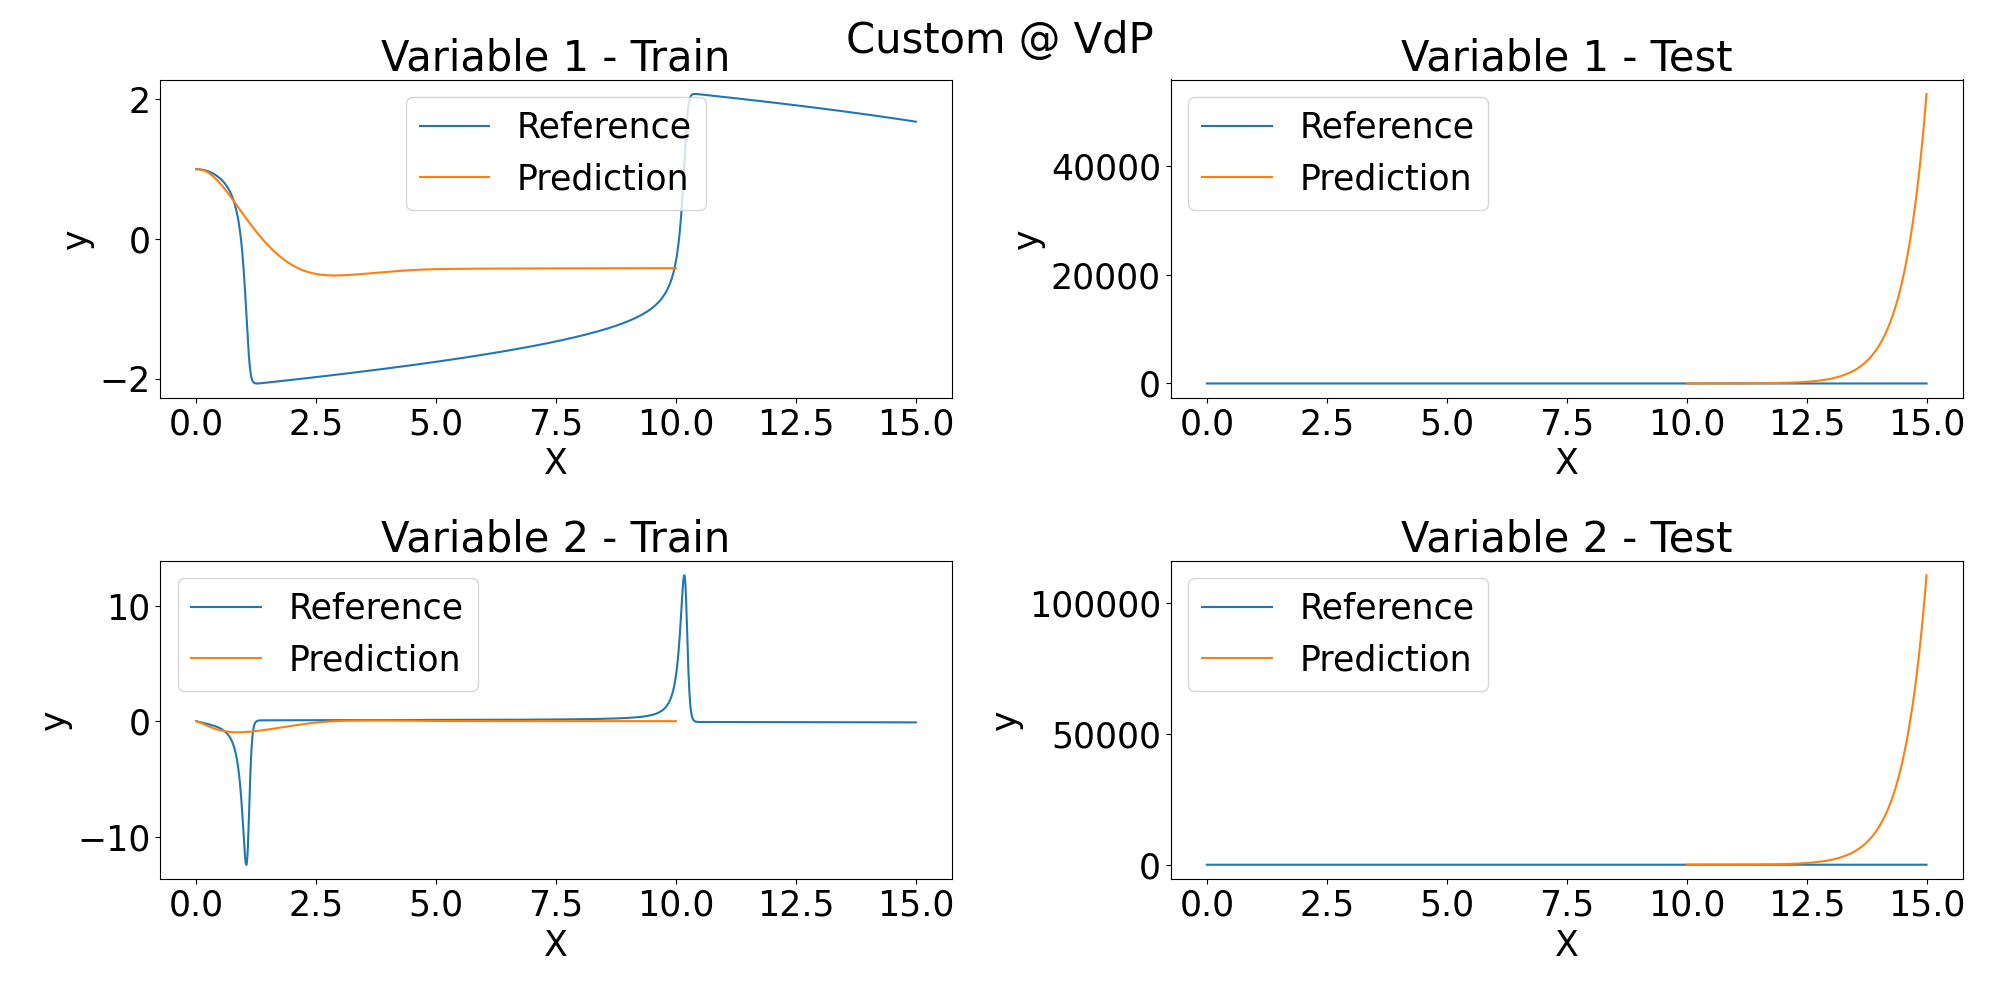 Custom @ VdP
Variable 1 - Train
2
0
−2
y
Reference
Prediction
0.0 2.5 5.0 7.5 10.0 12.5 15.0
X
Variable 1 - Test
40000
20000
0
y
Reference
Prediction
0.0 2.5 5.0 7.5 10.0 12.5 15.0
X
Variable 2 - Train
10
0
−10
y
Reference
Prediction
0.0 2.5 5.0 7.5 10.0 12.5 15.0
X
Variable 2 - Test
100000
50000
0
y
Reference
Prediction
0.0 2.5 5.0 7.5 10.0 12.5 15.0
X